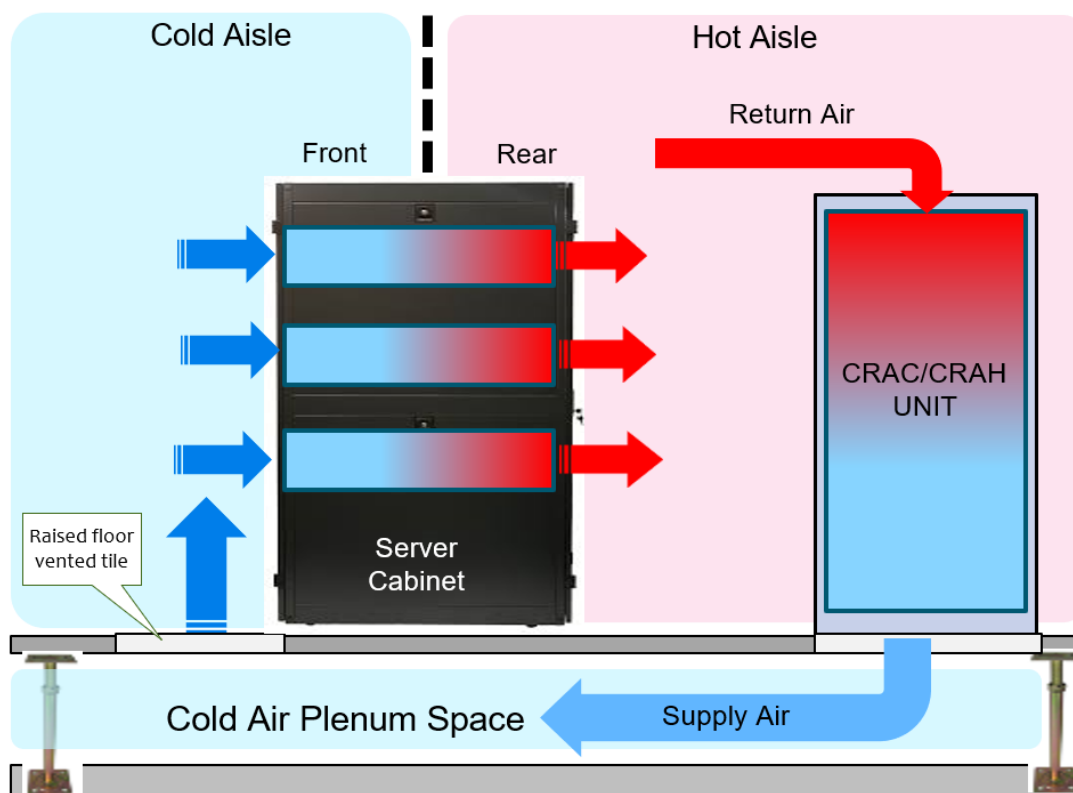 Cold Aisle
Hot Aisle
Return Air
Front
Rear
CRAC/CRAH
UNIT
Raised floor
vented tile
Server
Cabinet
Cold Air Plenum Space
Supply Air